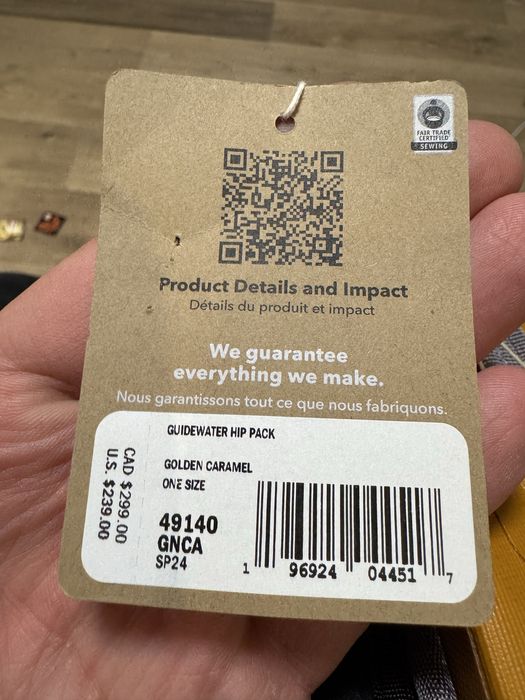 FAIR TRADE
CERTIFIED
SEWING
Product Details and Impact
Détails du produit et impact
We guarantee
everything we make.
Nous garantissons tout ce que nous fabriquons.
GUIDEWATER HIP PACK
GOLDEN CARAMEL
ONE SIZE
CAD $299.00
U.S. $239.00
49140
GNCA
SP24
1 96924 04451 7